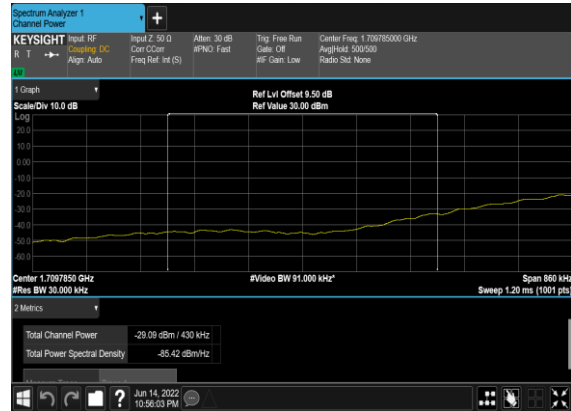 Spectrum Analyzer 1
Channel Power
+
KEYSIGHT
R T
Input: RF
Coupling: DC
Align: Auto
Input Z: 50 Ω
Corr CCorr
Freq Ref: Int (S)
Atten: 30 dB
#PNO: Fast
Trig: Free Run
Gate: Off
#IF Gain: Low
Center Freq: 1.709785000 GHz
Avg|Hold: 500/500
Radio Std: None
LW
1 Graph
Scale/Div 10.0 dB
Ref Lvl Offset 9.50 dB
Ref Value 30.00 dBm
Log
20.0
10.0
0.00
-10.0
-20.0
-30.0
-40.0
-50.0
-60.0
Center 1.7097850 GHz
#Video BW 91.000 kHz*
Span 860 kHz
#Res BW 30.000 kHz
Sweep 1.20 ms (1001 pts)
2 Metrics
Total Channel Power -29.09 dBm / 430 kHz
Total Power Spectral Density -85.42 dBm/Hz
?
Jun 14, 2022
10:56:03 PM